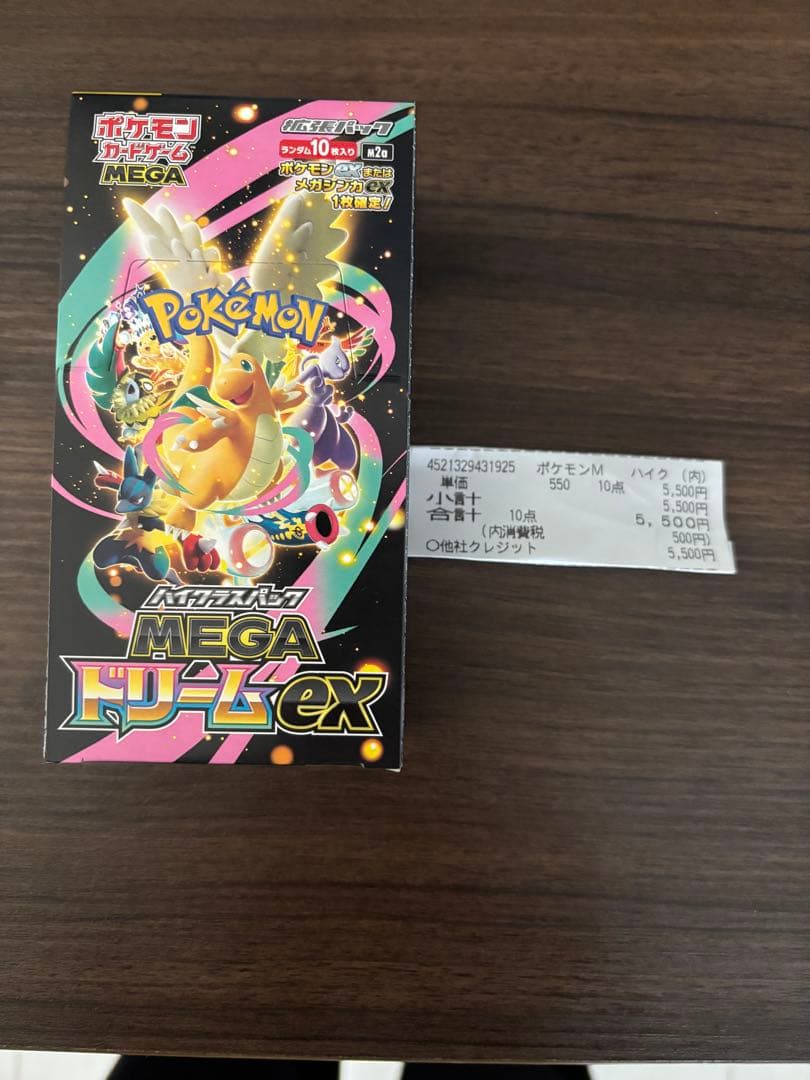 ポケモン
カードゲーム
MEGA
拡張パック
ランダム10枚入り M2a
ポケモンexまたは
メガシンカex
1枚確定!
POKéMON
ハイクラスパック
MEGA
ドリームex
4521329431925 ポケモンM ハイク (内)
単価 550 10点 5,500円
小計 5,500円
合計 10点 5,500円
(内消費税 500円)
〇他社クレジット 5,500円